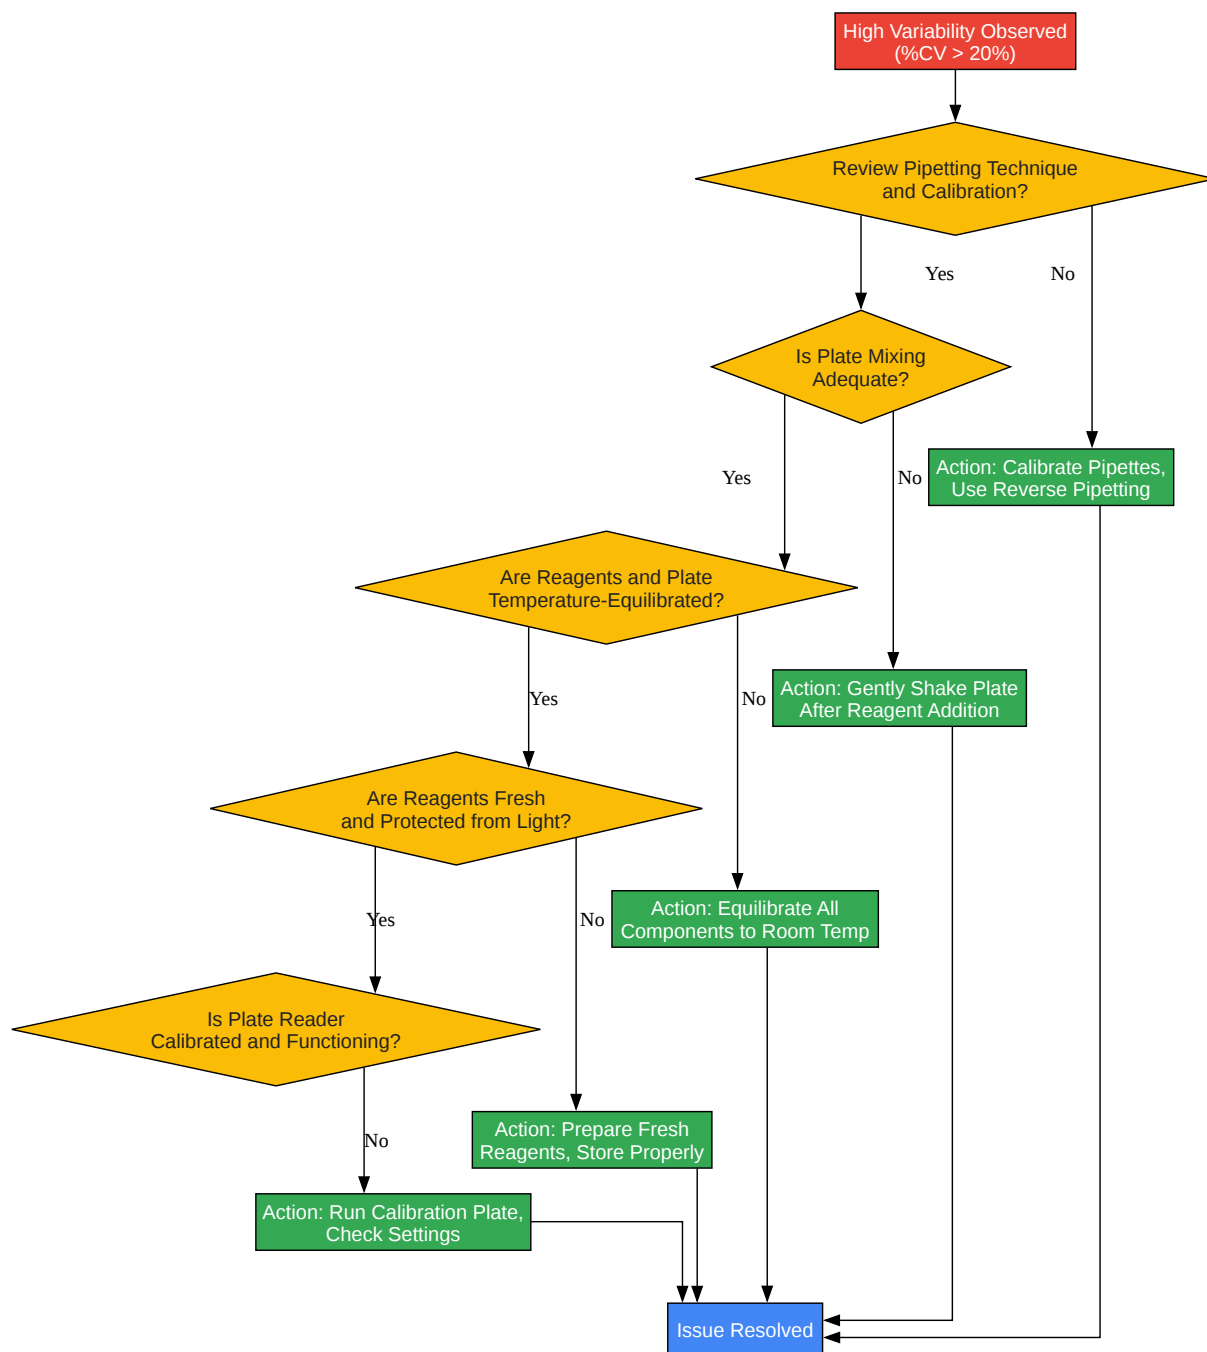 High Variability Observed
(%CV > 20%)
Review Pipetting Technique
and Calibration?
Yes
No
Is Plate Mixing
Adequate?
Yes
No
Action: Calibrate Pipettes,
Use Reverse Pipetting
Are Reagents and Plate
Temperature-Equilibrated?
Yes
No
Action: Gently Shake Plate
After Reagent Addition
Are Reagents Fresh
and Protected from Light?
Yes
No
Action: Equilibrate All
Components to Room Temp
Is Plate Reader
Calibrated and Functioning?
No
Action: Prepare Fresh
Reagents, Store Properly
Action: Run Calibration Plate,
Check Settings
Issue Resolved